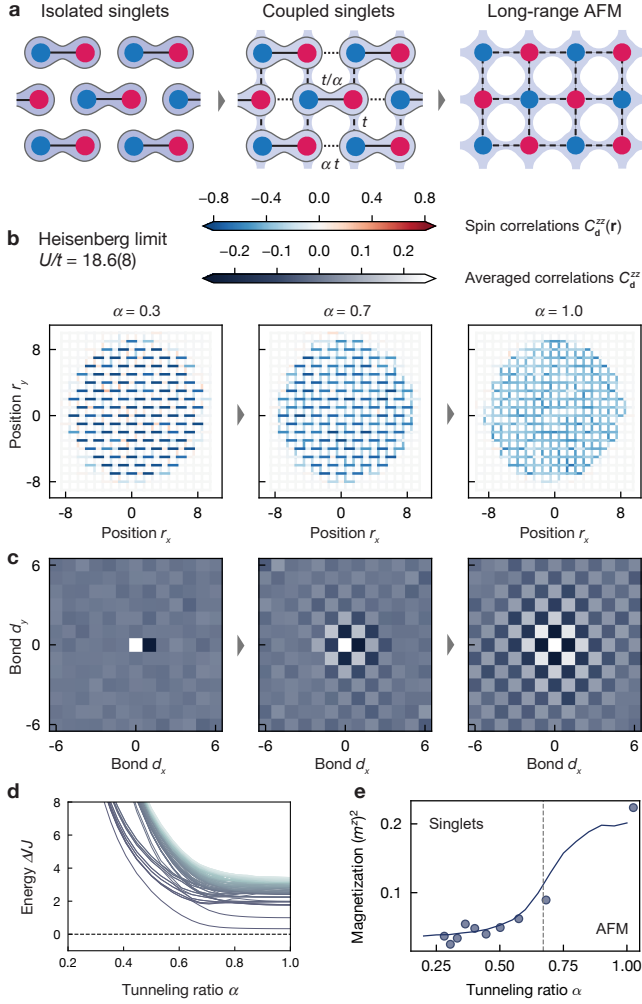 a Isolated singlets Coupled singlets Long-range AFM
t/α
t
α t
−0.8 −0.4 0.0 0.4 0.8
Spin correlations C_d^{zz}(r)
b Heisenberg limit
U/t = 18.6(8)
-0.2 -0.1 0.0 0.1 0.2
Averaged correlations C_d^{zz}
α = 0.3 α = 0.7 α = 1.0
Position r_y
8
0
-8
-8 0 8 -8 0 8 -8 0 8
Position r_x Position r_x Position r_x
c
Bond d_y
6
0
-6
-6 0 6 -6 0 6 -6 0 6
Bond d_x Bond d_x Bond d_x
d
Energy Δ/J
8
6
4
2
0
0.2 0.4 0.6 0.8 1.0
Tunneling ratio α
e
Magnetization (m^z)^2
0.2
0.1
Singlets
AFM
0.25 0.50 0.75 1.00
Tunneling ratio α